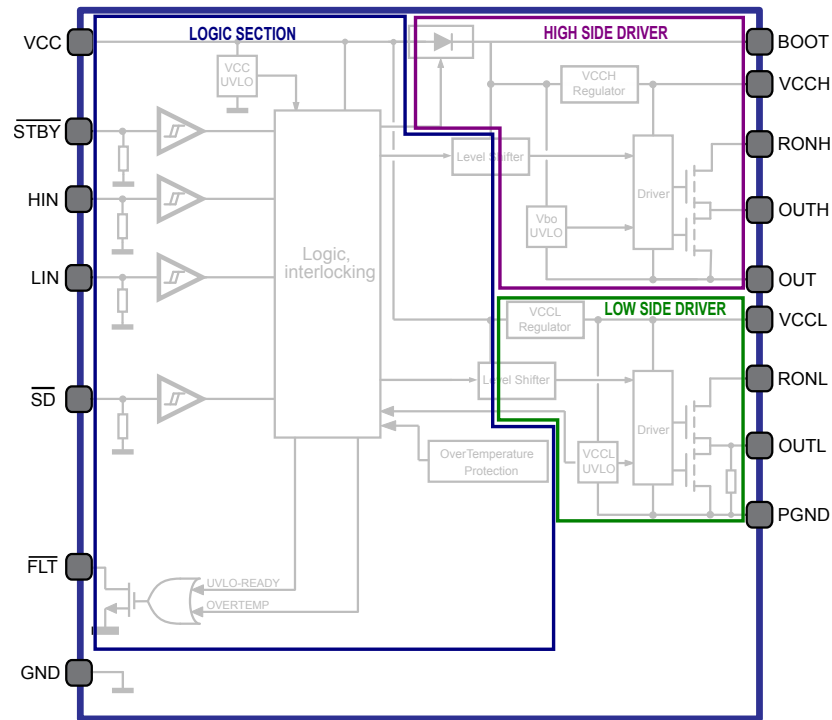 LOGIC SECTION
HIGH SIDE DRIVER
VCC
BOOT
VCC
UVLO
VCCH
Regulator
VCCH
STBY
Level Shifter
RONH
HIN
Driver
Vbo
UVLO
OUTH
Logic,
interlocking
LIN
OUT
LOW SIDE DRIVER
VCCL
Regulator
VCCL
SD
Level Shifter
RONL
Driver
OUTL
OverTemperature
Protection
VCCL
UVLO
PGND
FLT
UVLO-READY
OVERTEMP
GND